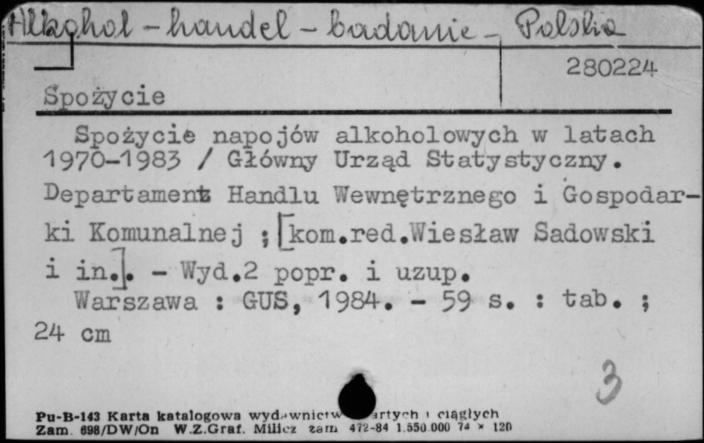 Alkohol – handel – badanie – Polska
280224
Spożycie
Spożycie napojów alkoholowych w latach
1970-1983 / Główny Urząd Statystyczny.
Departament Handlu Wewnętrznego i Gospodar-
ki Komunalnej ; [kom.red.Wiesław Sadowski
i in.]. - Wyd.2 popr. i uzup.
Warszawa : GUS, 1984. - 59 s. : tab. ;
24 cm
3
Pu-B-143 Karta katalogowa i ciągłych
Zam. 698/DW/On W.Z.Graf. Milicz zam 472-84 1.550.000 74 × 120